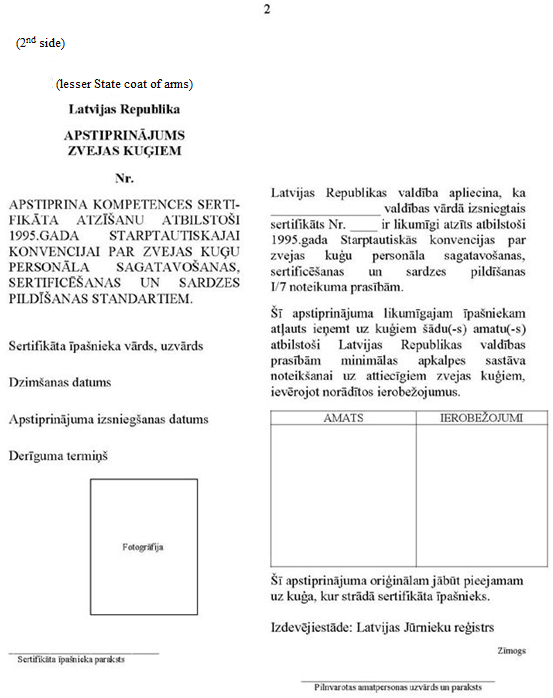 2
(2nd side)
(lesser State coat of arms)
Latvijas Republika
APSTIPRINĀJUMS
ZVEJAS KUĢIEM
Nr.
APSTIPRINA KOMPETENCES SERTI-
FIKĀTA ATZĪŠANU ATBILSTOŠI
1995.GADA STARPTAUTISKAJAI
KONVENCIJAI PAR ZVEJAS KUĢU
PERSONĀLA SAGATAVOŠANAS,
SERTIFICĒŠANAS UN SARDZES
PILDĪŠANAS STANDARTIEM.
Sertifikāta īpašnieka vārds, uzvārds
Dzimšanas datums
Apstiprinājuma izsniegšanas datums
Derīguma termiņš
Fotogrāfija
Sertifikāta īpašnieka paraksts
Latvijas Republikas valdība apliecina, ka
________________ valdības vārdā izsniegtais
sertifikāts Nr. ____ ir likumīgi atzīts atbilstoši
1995.gada Starptautiskās konvencijas par
zvejas kuģu personāla sagatavošanas,
sertificēšanas un sardzes pildīšanas
I/7 noteikuma prasībām.
Šī apstiprinājuma likumīgajam īpašniekam
atļauts ieņemt uz kuģiem šādu(-s) amatu(-s)
atbilstoši Latvijas Republikas valdības
prasībām minimālas apkalpes sastāva
noteikšanai uz attiecīgiem zvejas kuģiem,
ievērojot norādītos ierobežojumus.
AMATS IEROBEŽOJUMI
Šī apstiprinājuma oriģinālam jābūt pieejamam
uz kuģa, kur strādā sertifikāta īpašnieks.
Izdevējiestāde: Latvijas Jūrnieku reģistrs
Zīmogs
Pilnvarotas amatpersonas uzvārds un paraksts